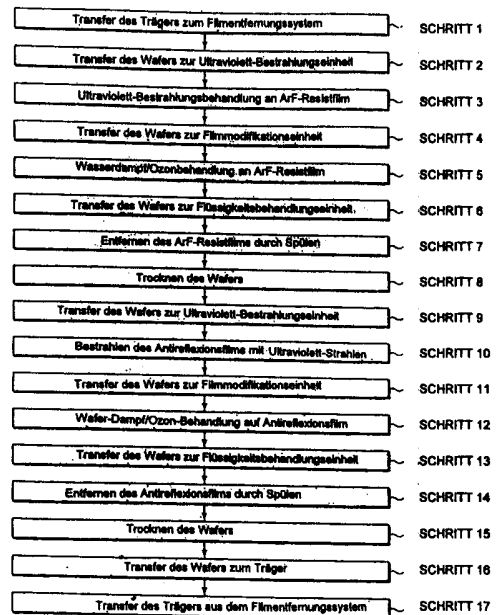 Transfer des Trägers zum Filmentfernungssystem SCHRITT 1
Transfer des Wafers zur Ultraviolett-Bestrahlungseinheit SCHRITT 2
Ultraviolett-Bestrahlungsbehandlung an ArF-Resistfilm SCHRITT 3
Transfer des Wafers zur Filmmodifikationseinheit SCHRITT 4
Wasserdampf/Ozonbehandlung an ArF-Resistfilm SCHRITT 5
Transfer des Wafers zur Flüssigkeitsbehandlungseinheit SCHRITT 6
Entfernen des ArF-Resistfilms durch Spülen SCHRITT 7
Trocknen des Wafers SCHRITT 8
Transfer des Wafers zur Ultraviolett-Bestrahlungseinheit SCHRITT 9
Bestrahlen des Antireflexionsfilms mit Ultraviolett-Strahlen SCHRITT 10
Transfer des Wafers zur Filmmodifikationseinheit SCHRITT 11
Wafer-Dampf/Ozon-Behandlung auf Antireflexionsfilm SCHRITT 12
Transfer des Wafers zur Flüssigkeitsbehandlungseinheit SCHRITT 13
Entfernen des Antireflexionsfilms durch Spülen SCHRITT 14
Trocknen des Wafers SCHRITT 15
Transfer des Wafers zum Träger SCHRITT 16
Transfer des Trägers aus dem Filmentfernungssystem SCHRITT 17